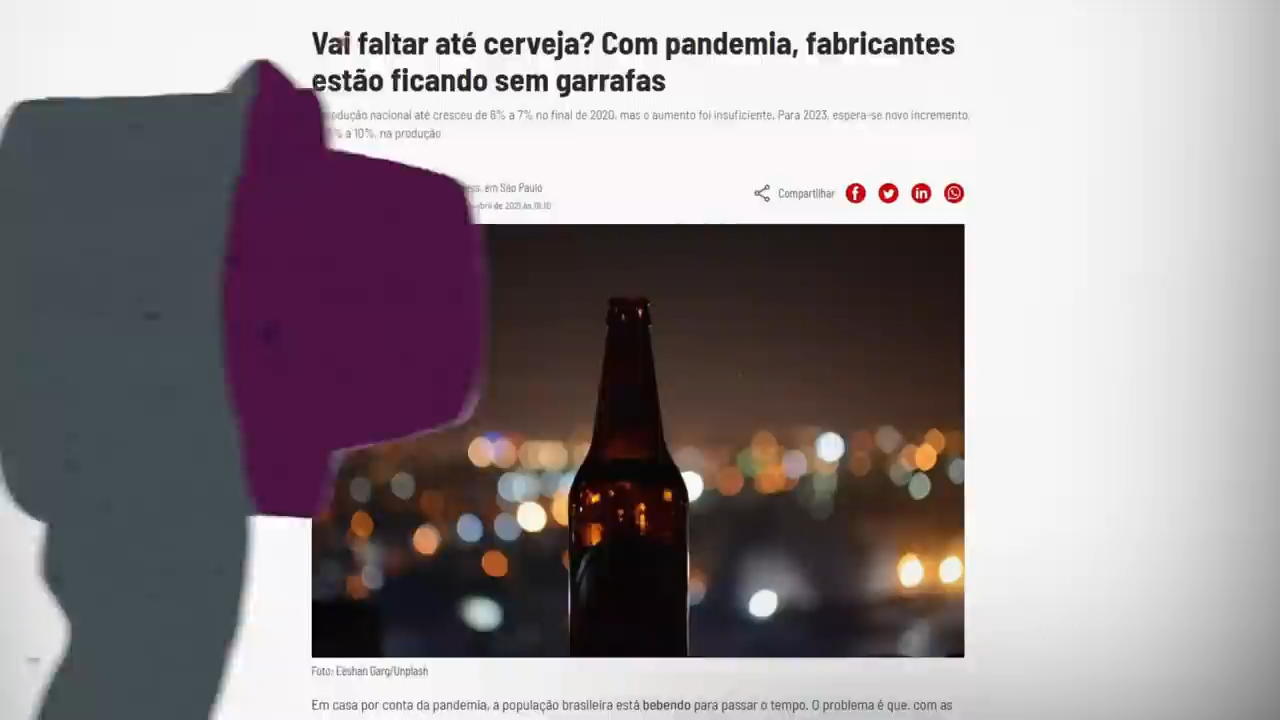 Vai faltar até cerveja? Com pandemia, fabricantes
estão ficando sem garrafas
nacional até cresceu de 6% a 7% no final de 2020, mas o aumento foi insuficiente. Para 2023, espera-se novo incremento,
% a 10%, na produção
em São Paulo
Compartilhar
de 2021 às
Foto: Eeshan Garg/Unplash
Em casa por conta da pandemia, a população brasileira está bebendo para passar o tempo. O problema é que, com as